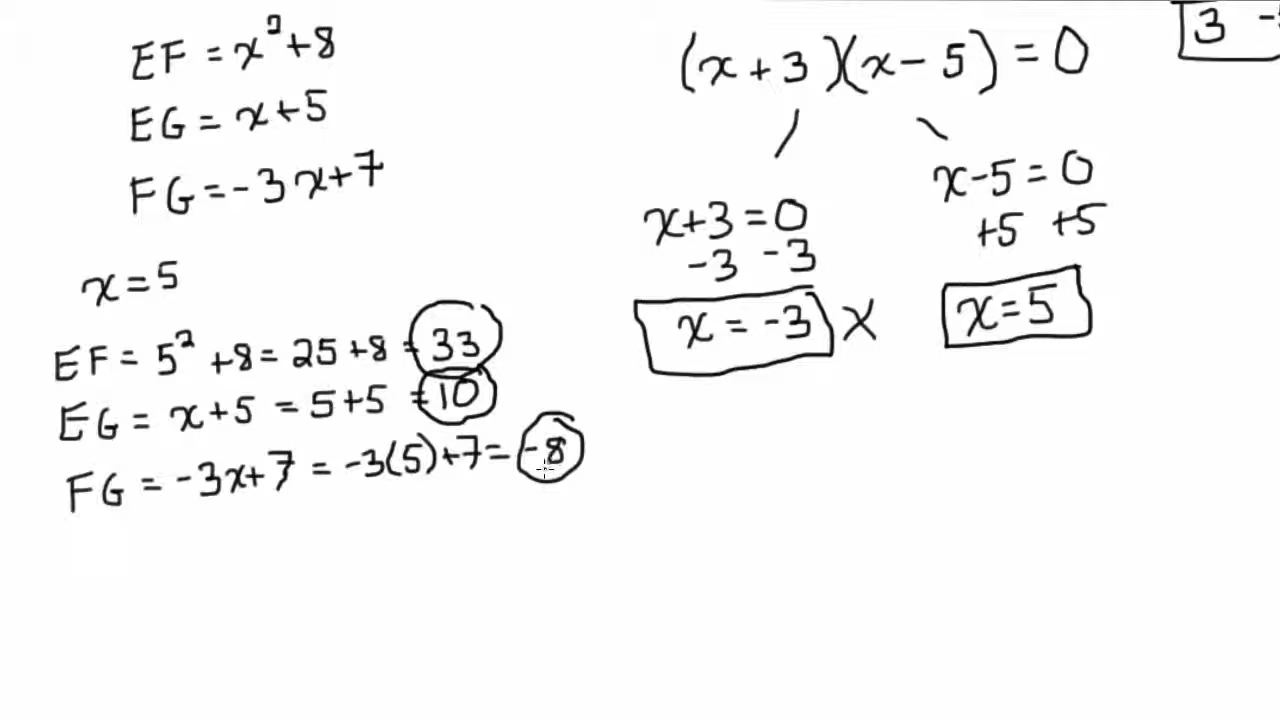 EF = x² + 8
EG = x + 5
FG = -3x + 7
x = 5
EF = 5² + 8 = 25 + 8 = 33
EG = x + 5 = 5 + 5 = 10
FG = -3x + 7 = -3(5) + 7 = -8
(x + 3)(x - 5) = 0
x + 3 = 0
-3 -3
x = -3 X
x - 5 = 0
+5 +5
x = 5
3